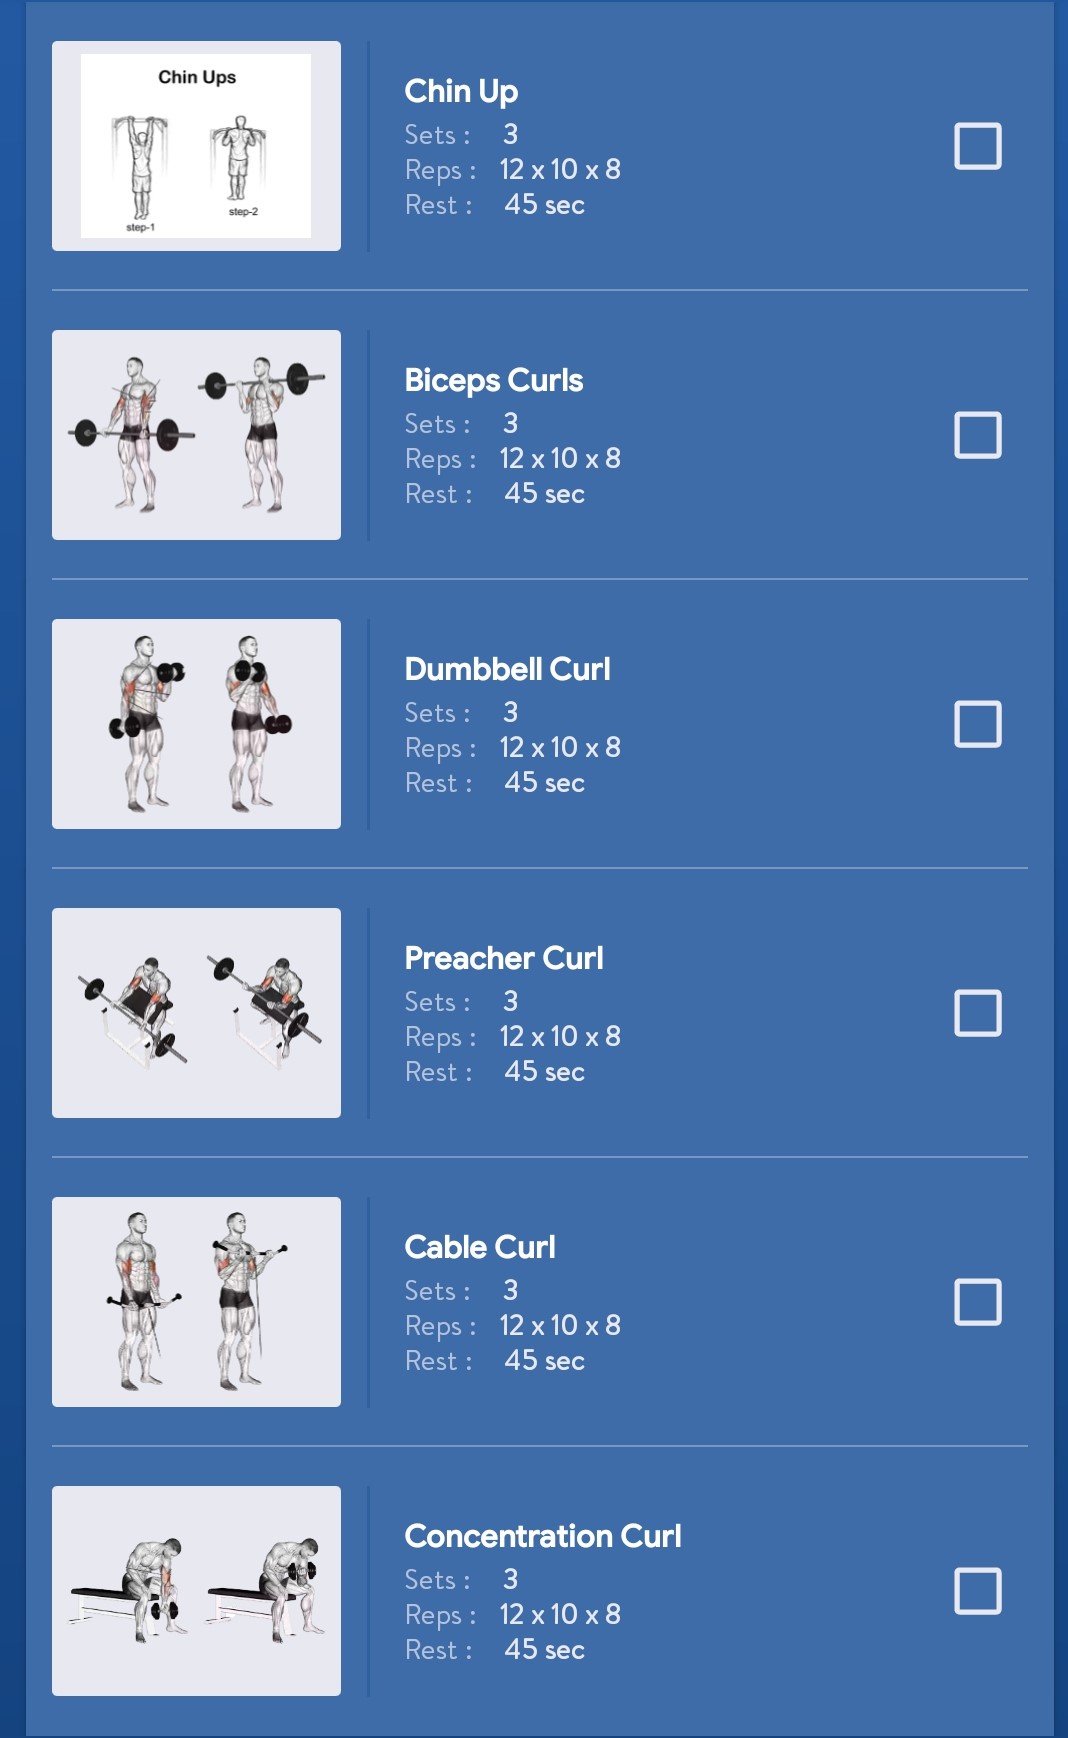 Chin Ups
step-1
step-2
Chin Up
Sets : 3
Reps : 12 x 10 x 8
Rest : 45 sec
Biceps Curls
Sets : 3
Reps : 12 x 10 x 8
Rest : 45 sec
Dumbbell Curl
Sets : 3
Reps : 12 x 10 x 8
Rest : 45 sec
Preacher Curl
Sets : 3
Reps : 12 x 10 x 8
Rest : 45 sec
Cable Curl
Sets : 3
Reps : 12 x 10 x 8
Rest : 45 sec
Concentration Curl
Sets : 3
Reps : 12 x 10 x 8
Rest : 45 sec